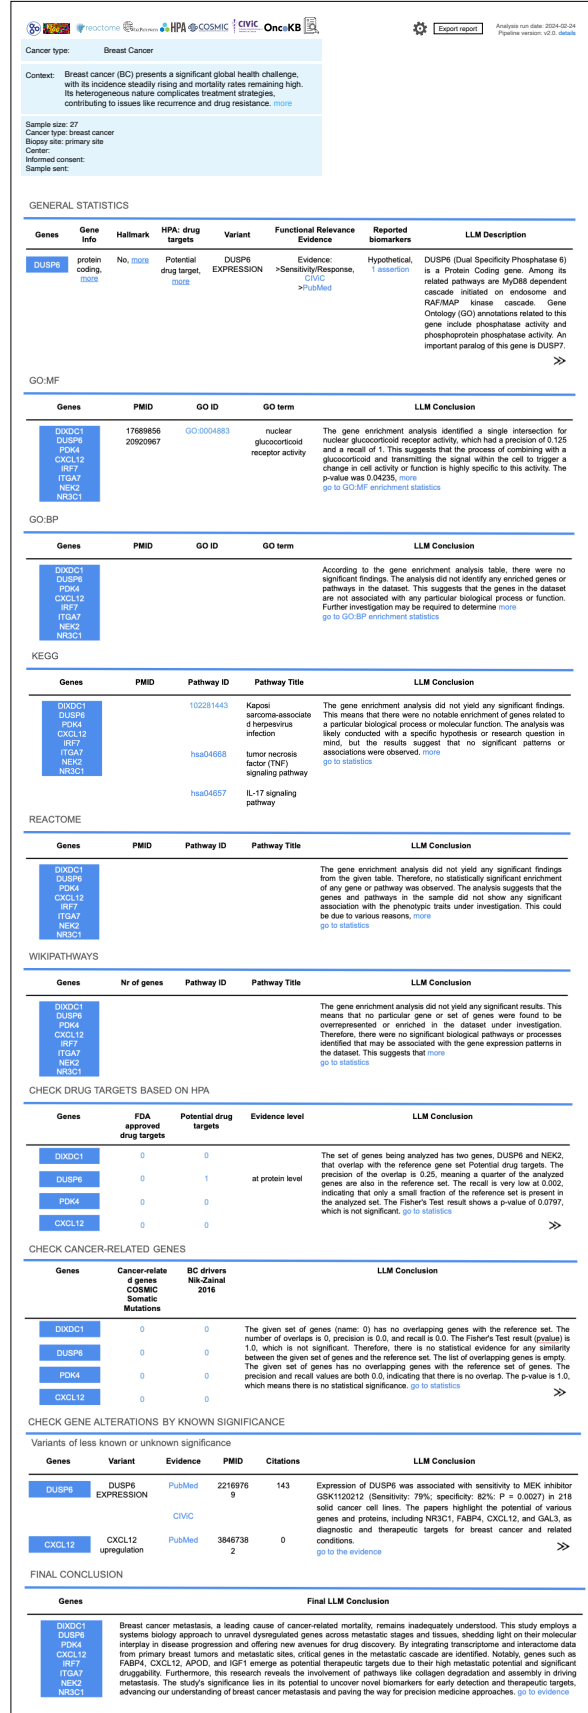 reactome
WikiPathways
HPA
COSMIC
CIViC
OncoKB
Export report
Analysis run date: 2024-02-24
Pipeline version: v2.0. details
Cancer type: Breast Cancer
Context: Breast cancer (BC) presents a significant global health challenge,
with its incidence steadily rising and mortality rates remaining high.
Its heterogeneous nature complicates treatment strategies,
contributing to issues like recurrence and drug resistance. more
Sample size: 27
Cancer type: breast cancer
Biopsy site: primary site
Center:
Informed consent:
Sample sent:
GENERAL STATISTICS
Genes Gene Info Hallmark HPA: drug targets Variant Functional Relevance Evidence Reported biomarkers LLM Description
DUSP6 protein coding, more No, more Potential drug target, more DUSP6 EXPRESSION Evidence: >Sensitivity/Response, CIViC >PubMed Hypothetical, 1 assertion
DUSP6 (Dual Specificity Phosphatase 6)
is a Protein Coding gene. Among its
related pathways are MyD88 dependent
cascade initiated on endosome and
RAF/MAP kinase cascade. Gene
Ontology (GO) annotations related to this
gene include phosphatase activity and
phosphoprotein phosphatase activity. An
important paralog of this gene is DUSP7.
>>
GO:MF
Genes PMID GO ID GO term LLM Conclusion
DIXDC1
DUSP6
PDK4
CXCL12
IRF7
ITGA7
NEK2
NR3C1
17689856
20920967
GO:0004883
nuclear
glucocorticoid
receptor activity
The gene enrichment analysis identified a single intersection for
nuclear glucocorticoid receptor activity, which had a precision of 0.125
and a recall of 1. This suggests that the process of combining with a
glucocorticoid and transmitting the signal within the cell to trigger a
change in cell activity or function is highly specific to this activity. The
p-value was 0.04235, more
go to GO:MF enrichment statistics
GO:BP
Genes PMID GO ID GO term LLM Conclusion
DIXDC1
DUSP6
PDK4
CXCL12
IRF7
ITGA7
NEK2
NR3C1
According to the gene enrichment analysis table, there were no
significant findings. The analysis did not identify any enriched genes or
pathways in the dataset. This suggests that the genes in the dataset
are not associated with any particular biological process or function.
Further investigation may be required to determine more
go to GO:BP enrichment statistics
KEGG
Genes PMID Pathway ID Pathway Title LLM Conclusion
DIXDC1
DUSP6
PDK4
CXCL12
IRF7
ITGA7
NEK2
NR3C1
102281443
Kaposi
sarcoma-associate
d herpesvirus
infection
hsa04668
tumor necrosis
factor (TNF)
signaling pathway
hsa04657
IL-17 signaling
pathway
The gene enrichment analysis did not yield any significant findings.
This means that there were no notable enrichment of genes related to
a particular biological process or molecular function. The analysis was
likely conducted with a specific hypothesis or research question in
mind, but the results suggest that no significant patterns or
associations were observed. more
go to statistics
REACTOME
Genes PMID Pathway ID Pathway Title LLM Conclusion
DIXDC1
DUSP6
PDK4
CXCL12
IRF7
ITGA7
NEK2
NR3C1
The gene enrichment analysis did not yield any significant findings
from the given table. Therefore, no statistically significant enrichment
of any gene or pathway was observed. The analysis suggests that the
genes and pathways in the sample did not show any significant
association with the phenotypic traits under investigation. This could
be due to various reasons, more
go to statistics
WIKIPATHWAYS
Genes Nr of genes Pathway ID Pathway Title LLM Conclusion
DIXDC1
DUSP6
PDK4
CXCL12
IRF7
ITGA7
NEK2
NR3C1
The gene enrichment analysis did not yield any significant results. This
means that no particular gene or set of genes were found to be
overrepresented or enriched in the dataset under investigation.
Therefore, there were no significant biological pathways or processes
identified that may be associated with the gene expression patterns in
the dataset. This suggests that more
go to statistics
CHECK DRUG TARGETS BASED ON HPA
Genes FDA approved drug targets Potential drug targets Evidence level LLM Conclusion
DIXDC1 0 0
DUSP6 0 1 at protein level
PDK4 0 0
CXCL12 0 0
The set of genes being analyzed has two genes, DUSP6 and NEK2,
that overlap with the reference gene set Potential drug targets. The
precision of the overlap is 0.25, meaning a quarter of the analyzed
genes are also in the reference set. The recall is very low at 0.002,
indicating that only a small fraction of the reference set is present in
the analyzed set. The Fisher's Test result shows a p-value of 0.0797,
which is not significant. go to statistics
>>
CHECK CANCER-RELATED GENES
Genes Cancer-relate d genes COSMIC Somatic Mutations BC drivers Nik-Zainal 2016 LLM Conclusion
DIXDC1 0 0
DUSP6 0 0
PDK4 0 0
CXCL12 0 0
The given set of genes (name: 0) has no overlapping genes with the reference set. The
number of overlaps is 0, precision is 0.0, and recall is 0.0. The Fisher's Test result (pvalue) is
1.0, which is not significant. Therefore, there is no statistical evidence for any similarity
between the given set of genes and the reference set. The list of overlapping genes is empty.
The given set of genes has no overlapping genes with the reference set of genes. The
precision and recall values are both 0.0, indicating that there is no overlap. The p-value is 1.0,
which means there is no statistical significance. go to statistics
>>
CHECK GENE ALTERATIONS BY KNOWN SIGNIFICANCE
Variants of less known or unknown significance
Genes Variant Evidence PMID Citations LLM Conclusion
DUSP6 DUSP6 EXPRESSION PubMed CIViC 2216976 9 143
CXCL12 CXCL12 upregulation PubMed 3846738 2 0
Expression of DUSP6 was associated with sensitivity to MEK inhibitor
GSK1120212 (Sensitivity: 79%; specificity: 82%: P = 0.0027) in 218
solid cancer cell lines. The papers highlight the potential of various
genes and proteins, including NR3C1, FABP4, CXCL12, and GAL3, as
diagnostic and therapeutic targets for breast cancer and related
conditions.
go to the evidence
>>
FINAL CONCLUSION
Genes Final LLM Conclusion
DIXDC1
DUSP6
PDK4
CXCL12
IRF7
ITGA7
NEK2
NR3C1
Breast cancer metastasis, a leading cause of cancer-related mortality, remains inadequately understood. This study employs a
systems biology approach to unravel dysregulated genes across metastatic stages and tissues, shedding light on their molecular
interplay in disease progression and offering new avenues for drug discovery. By integrating transcriptome and interactome data
from primary breast tumors and metastatic sites, critical genes in the metastatic cascade are identified. Notably, genes such as
FABP4, CXCL12, APOD, and IGF1 emerge as potential therapeutic targets due to their high metastatic potential and significant
druggability. Furthermore, this research reveals the involvement of pathways like collagen degradation and assembly in driving
metastasis. The study's significance lies in its potential to uncover novel biomarkers for early detection and therapeutic targets,
advancing our understanding of breast cancer metastasis and paving the way for precision medicine approaches. go to evidence